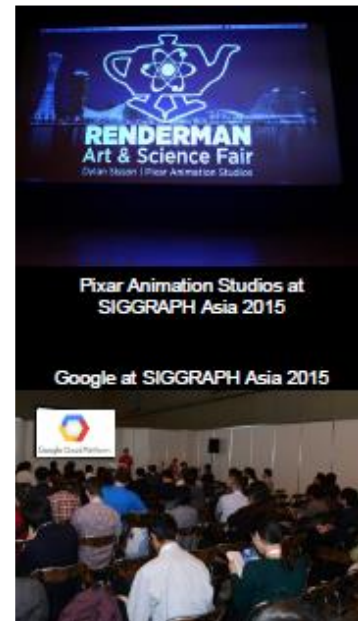 RENDERMAN
Art & Science Fair
Dylan Sisson | Pixar Animation Studios
Pixar Animation Studios at
SIGGRAPH Asia 2015
Google at SIGGRAPH Asia 2015
Google Cloud Platform